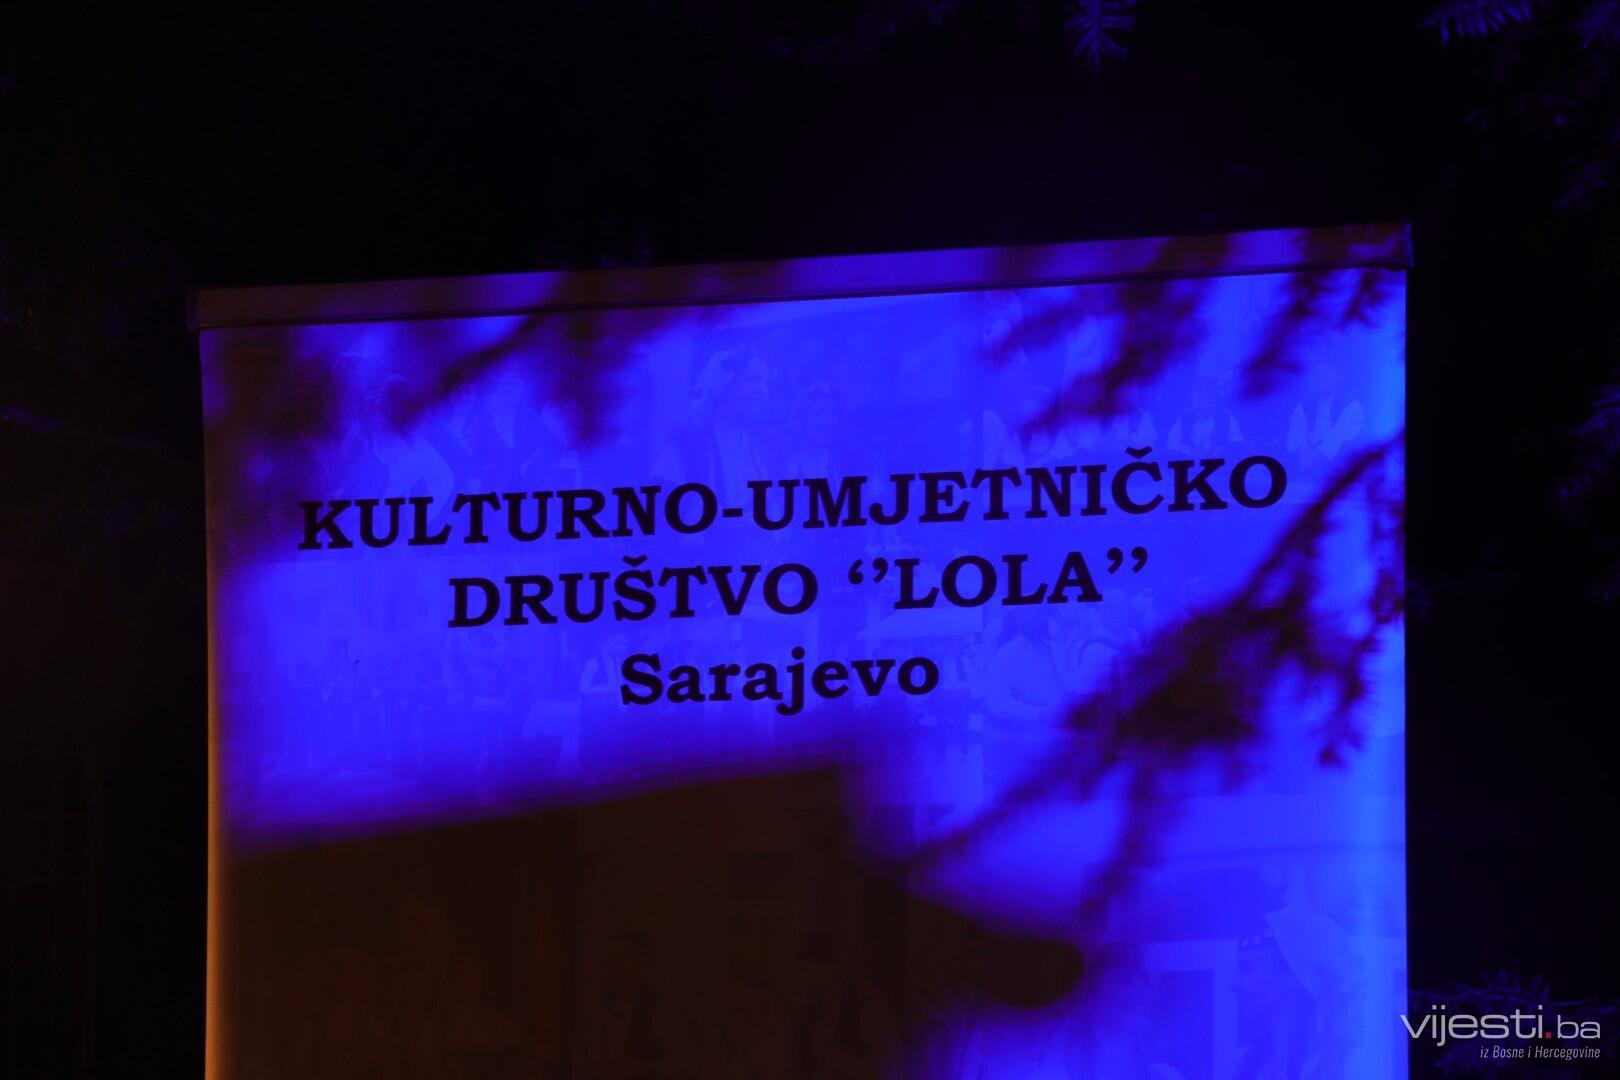 KULTURNO-UMJETNIČKO
DRUŠTVO ‘’LOLA’’
Sarajevo
vijesti.ba
iz Bosne i Hercegovine